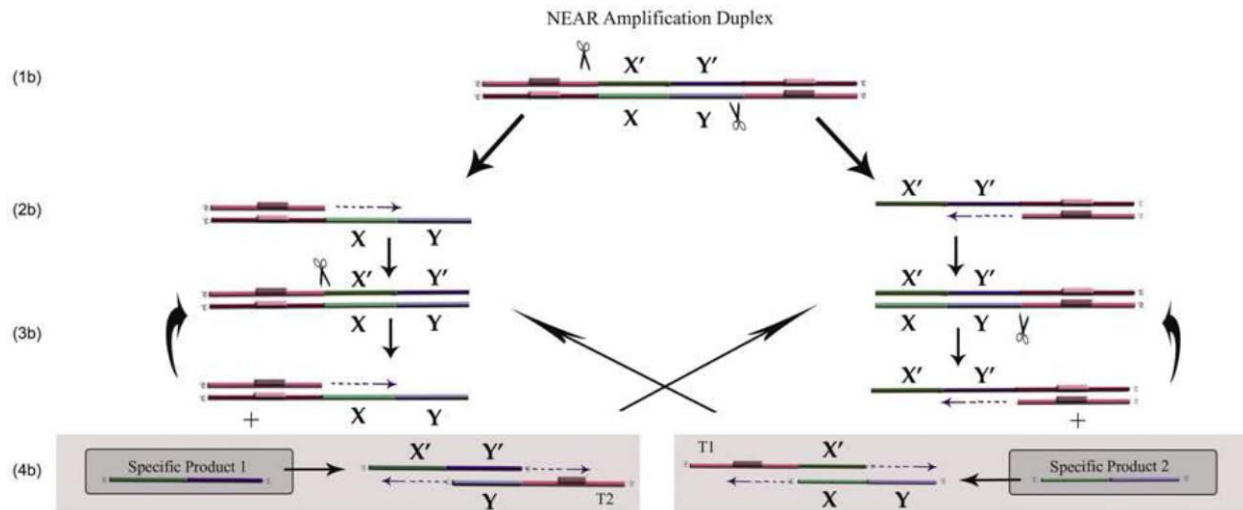 NEAR Amplification Duplex
(1b)
X' Y'
X Y
(2b)
X Y
X' Y'
X' Y'
X Y
X' Y'
X Y
(3b)
X Y
X' Y'
+
+
(4b)
Specific Product 1
X' Y'
Y
T2
T1
X'
X Y
Specific Product 2